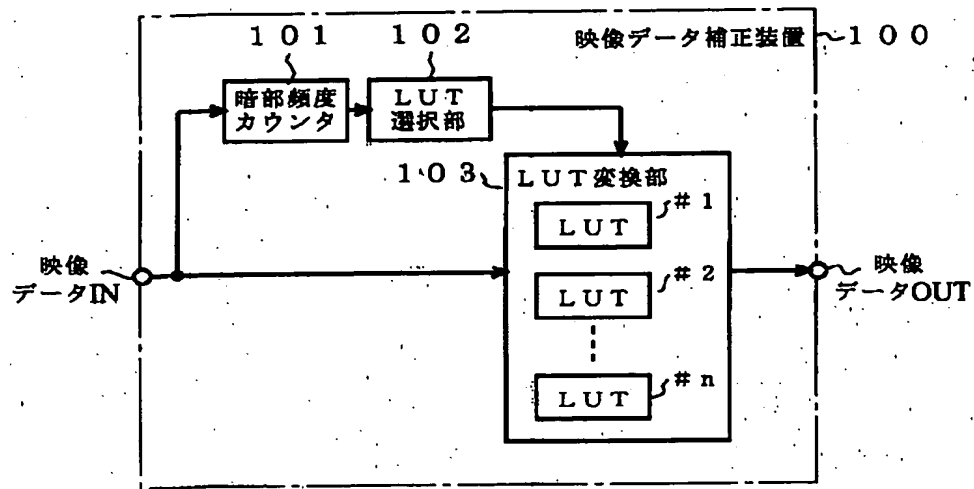 101
102
映像データ補正装置
100
暗部頻度
カウンタ
LUT
選択部
103
LUT変換部
#1
LUT
映像
データIN
#2
LUT
映像
データOUT
#n
LUT